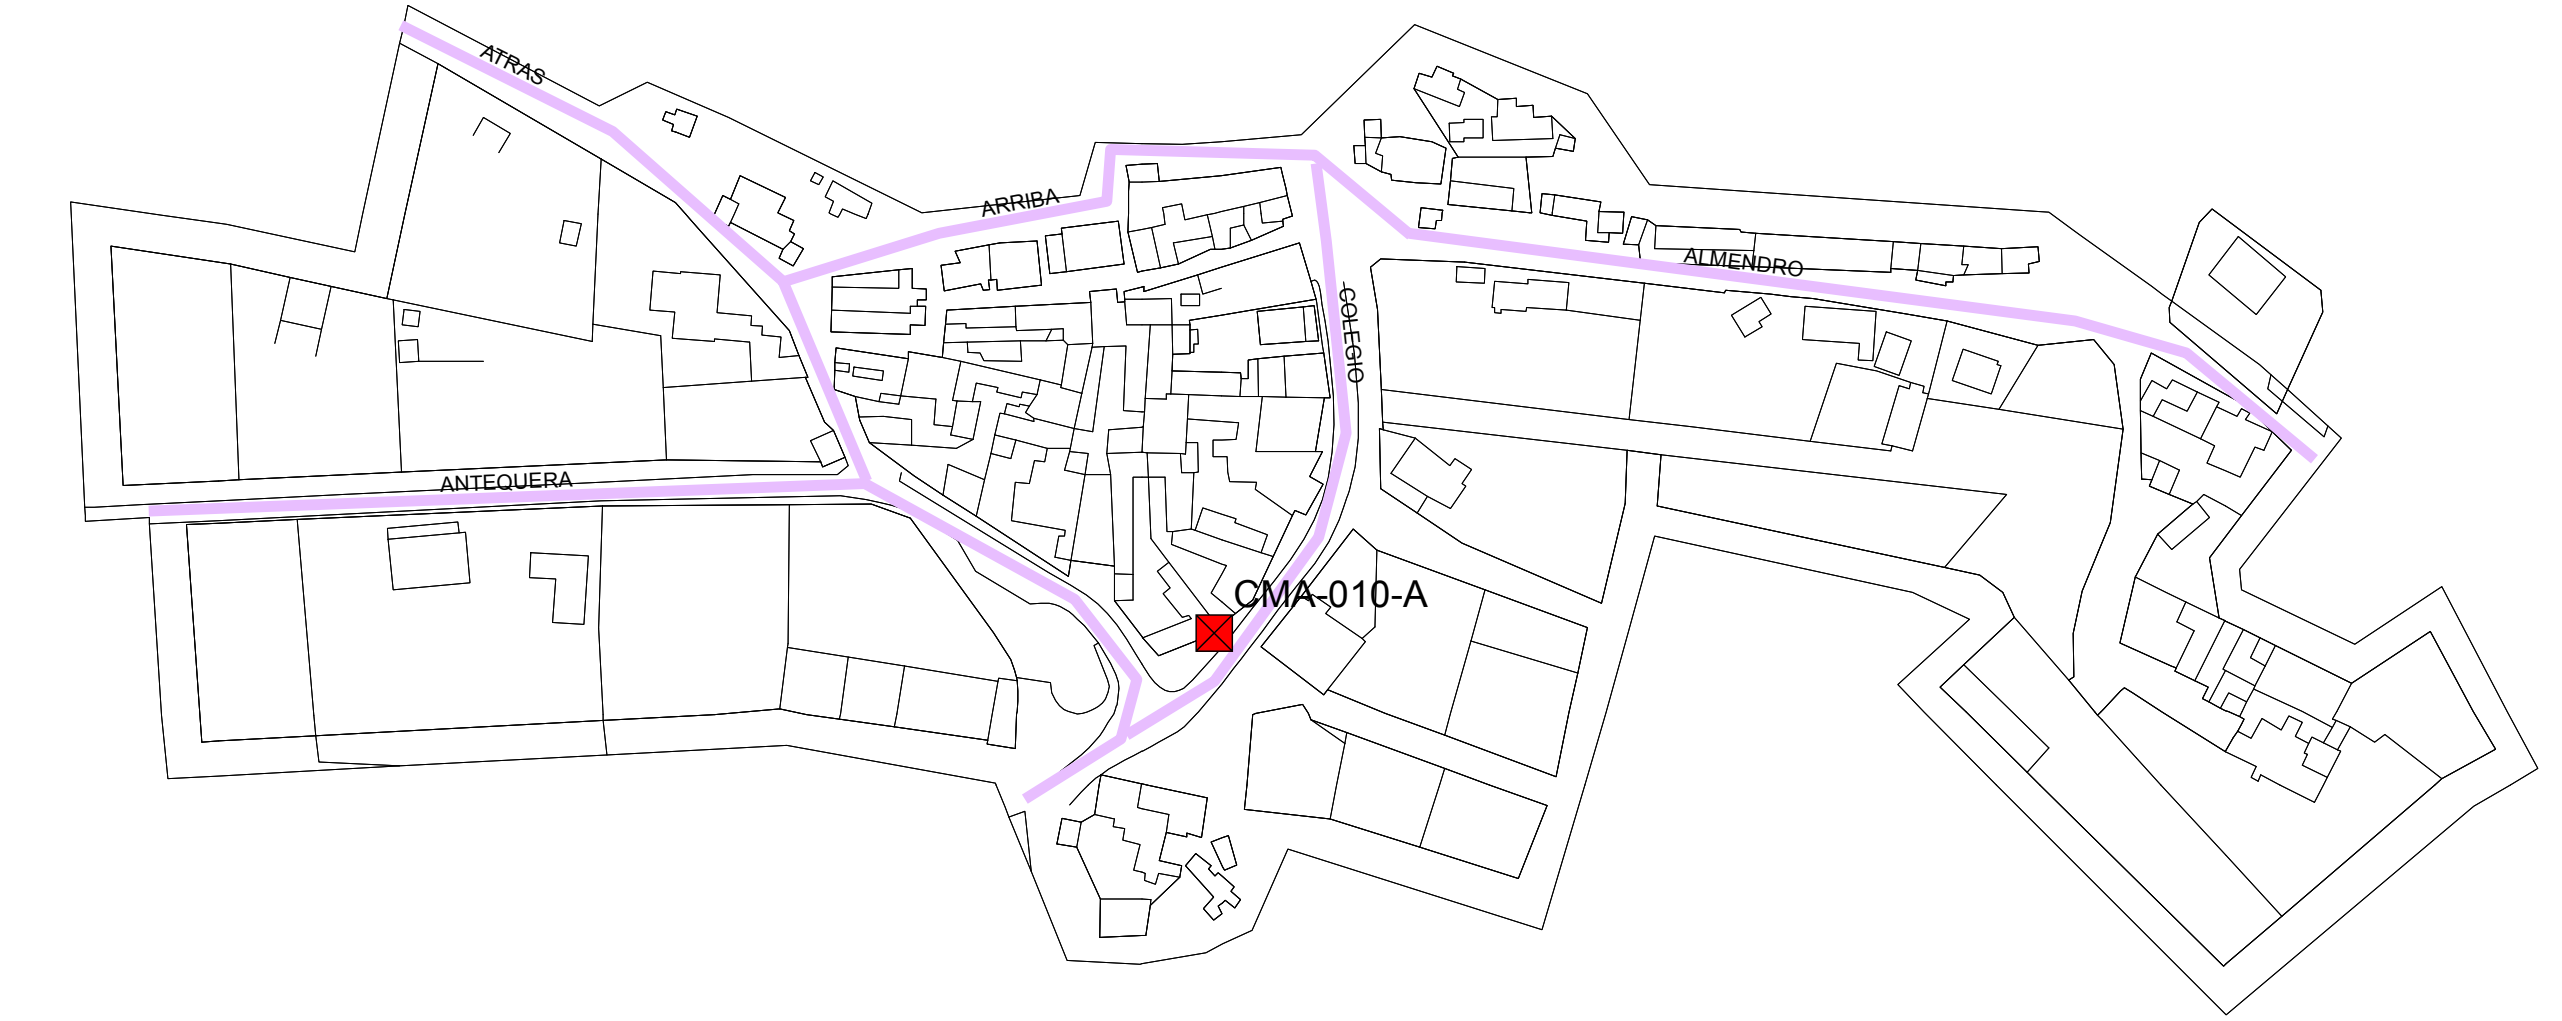 ATRAS
ARRIBA
ALMENDRO
COLEGIO
ANTEQUERA
CMA-010-A